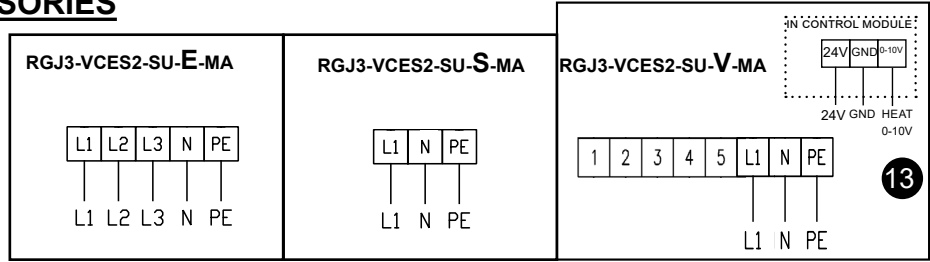 SORIES
RGJ3-VCES2-SU-E-MA
L1 L2 L3 N PE
L1 L2 L3 N PE
RGJ3-VCES2-SU-S-MA
L1 N PE
L1 N PE
RGJ3-VCES2-SU-V-MA
IN CONTROL MODULE
24V GND 0-10V
24V GND HEAT
0-10V
1 2 3 4 5 L1 N PE
L1 N PE
13